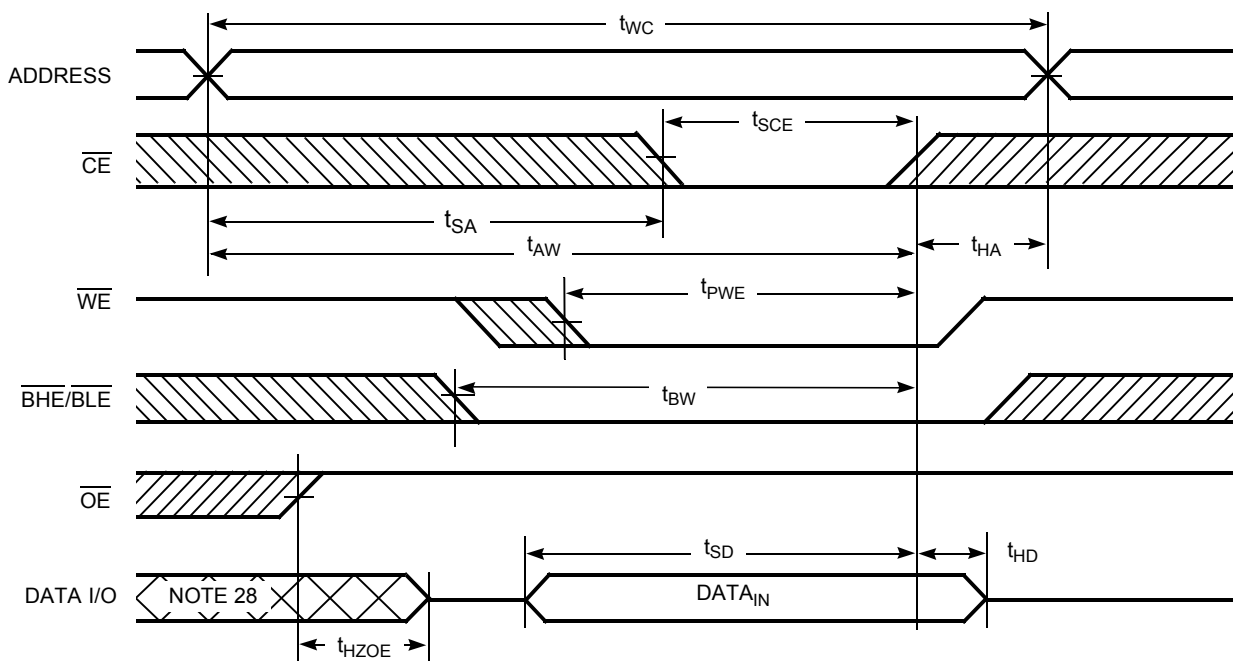 tWC
ADDRESS
tSCE
CE
tSA
tAW
tHA
WE
tPWE
BHE/BLE
tBW
OE
tSD
tHD
DATA I/O
NOTE 28
DATAIN
tHZOE